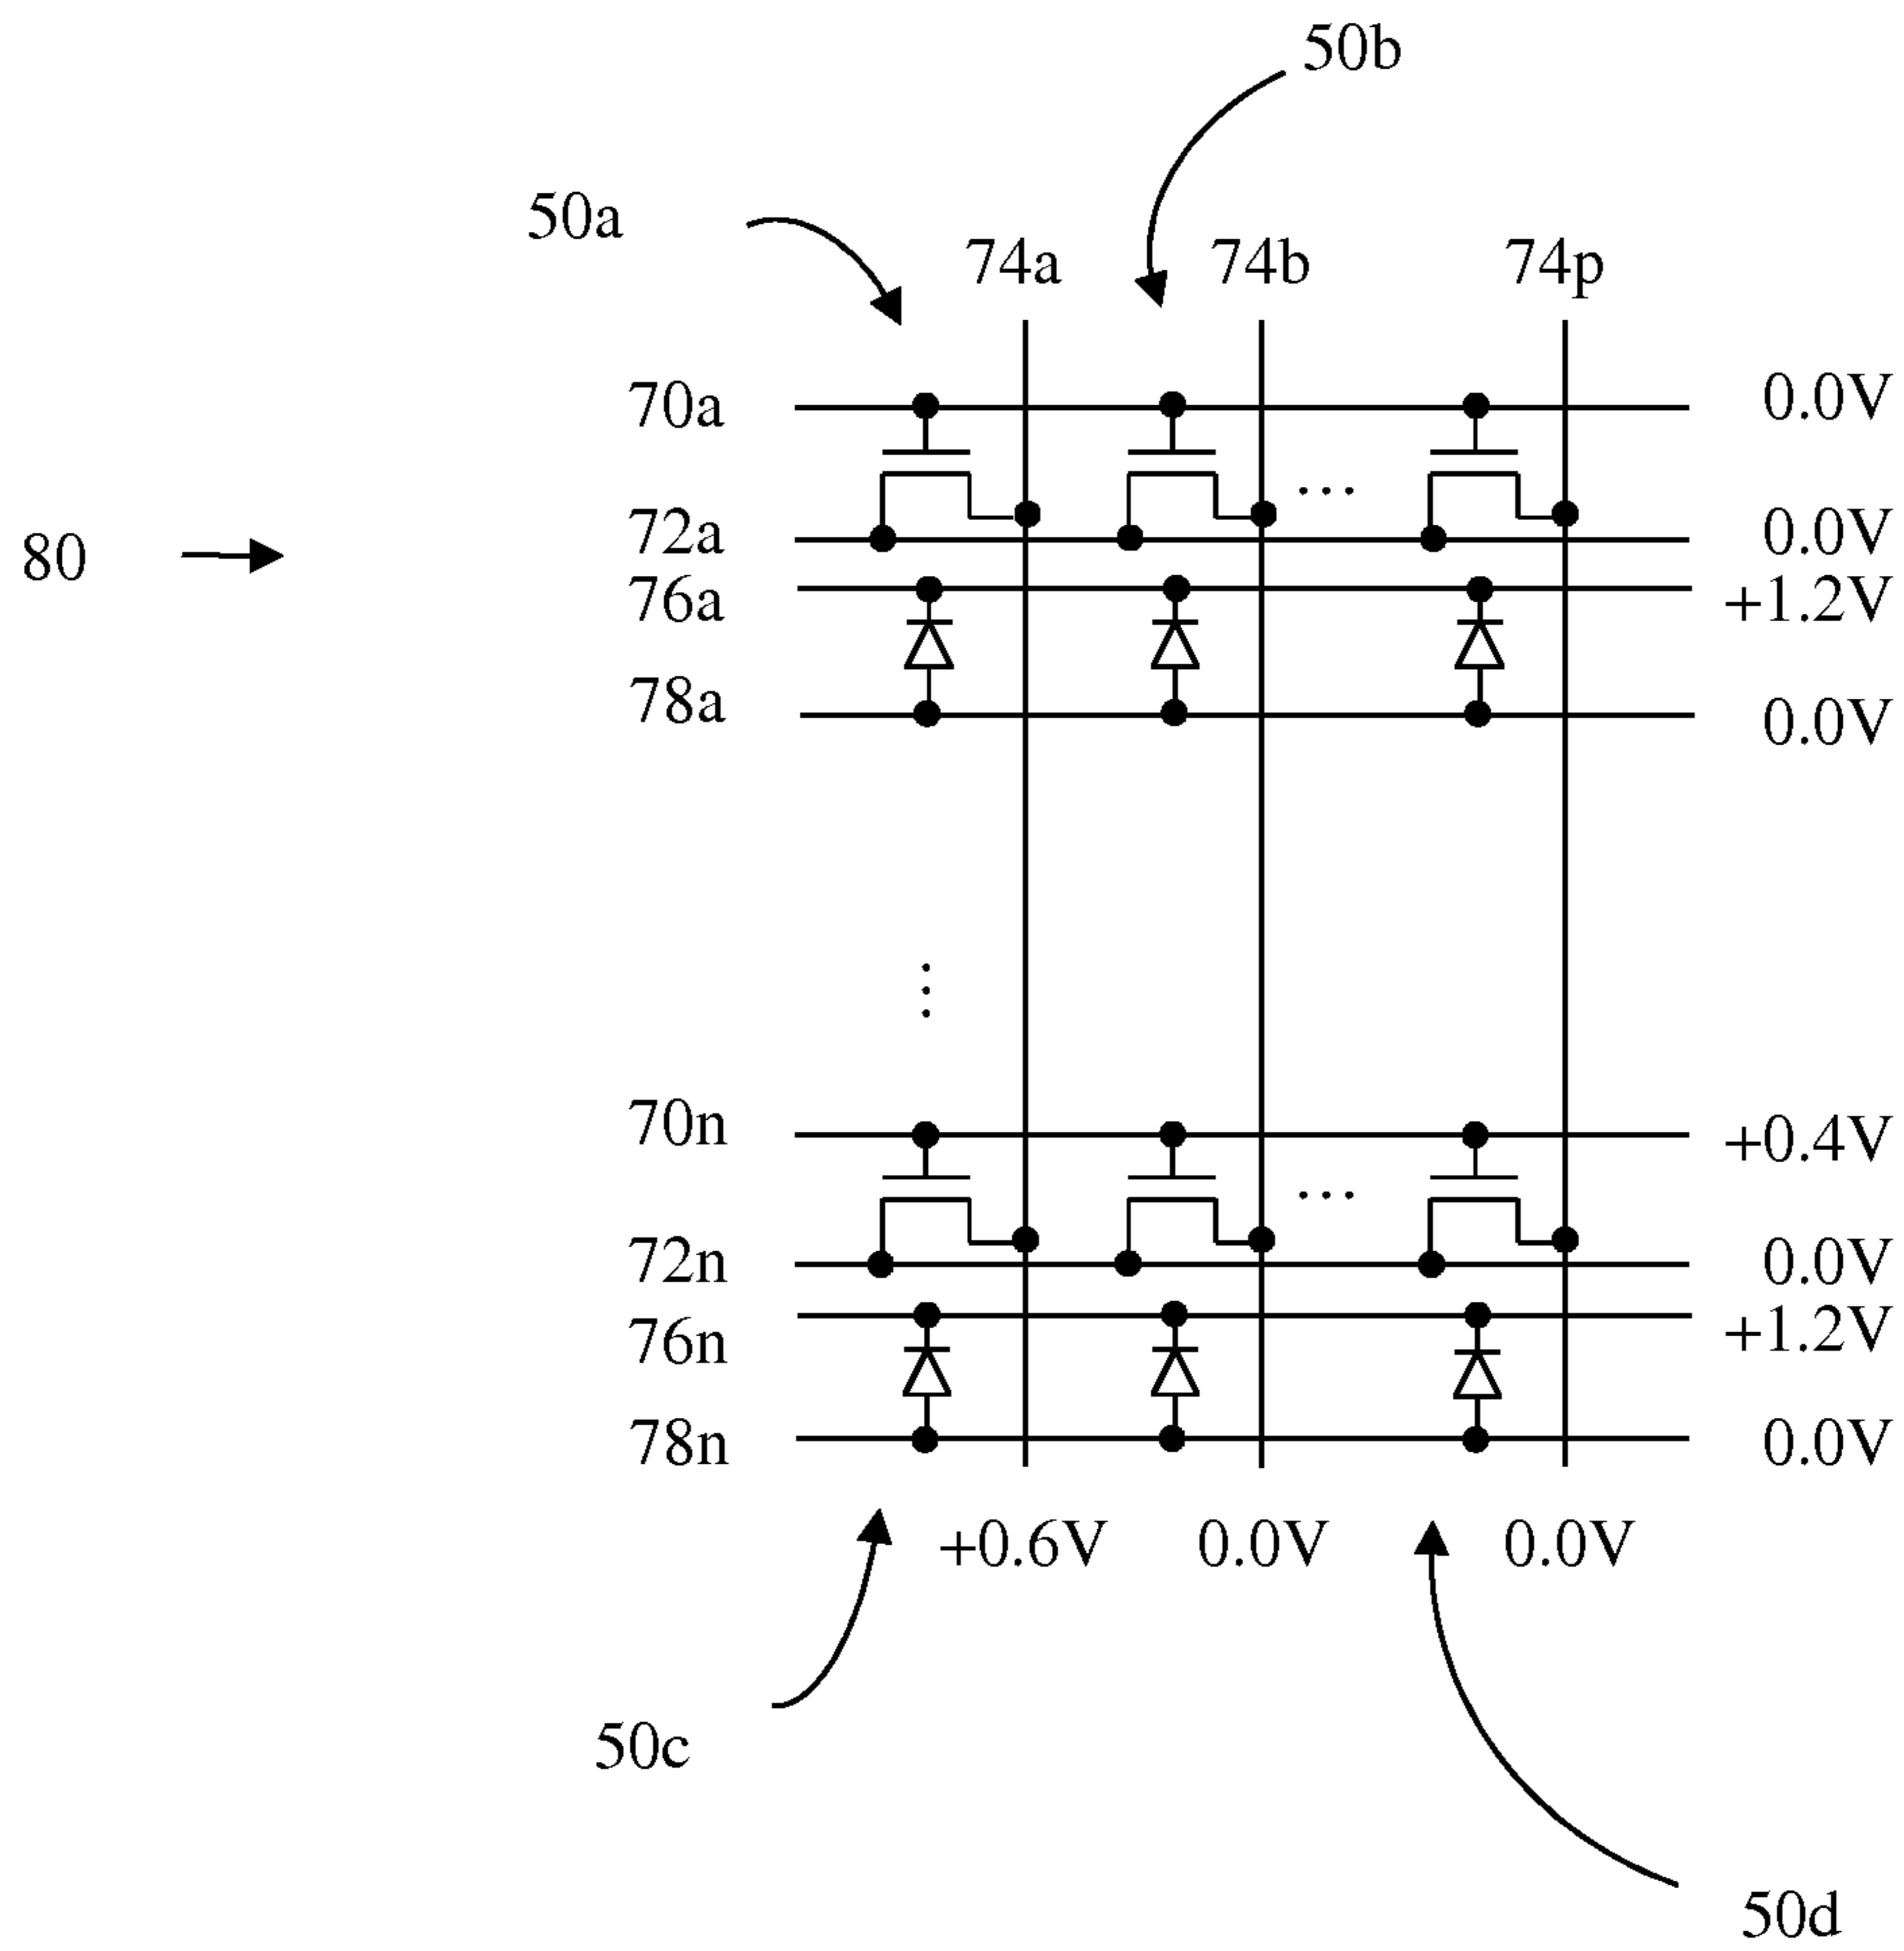 50b
50a
74a 74b 74p
70a 0.0V
...
72a 0.0V
80
76a +1.2V
78a 0.0V
...
70n +0.4V
...
72n 0.0V
76n +1.2V
78n 0.0V
+0.6V 0.0V 0.0V
50c
50d